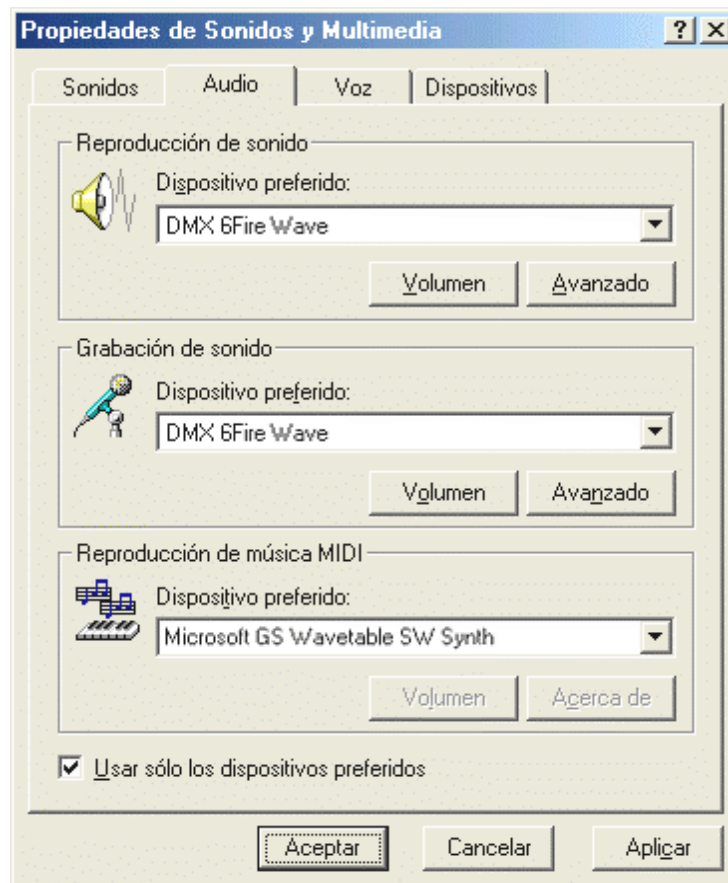 Propiedades de Sonidos y Multimedia
Sonidos Audio Voz Dispositivos
Reproducción de sonido
Dispositivo preferido:
DMX 6Fire Wave
Volumen Avanzado
Grabación de sonido
Dispositivo preferido:
DMX 6Fire Wave
Volumen Avanzado
Reproducción de música MIDI
Dispositivo preferido:
Microsoft GS Wavetable SW Synth
Volumen Acerca de
Usar sólo los dispositivos preferidos
Aceptar Cancelar Aplicar